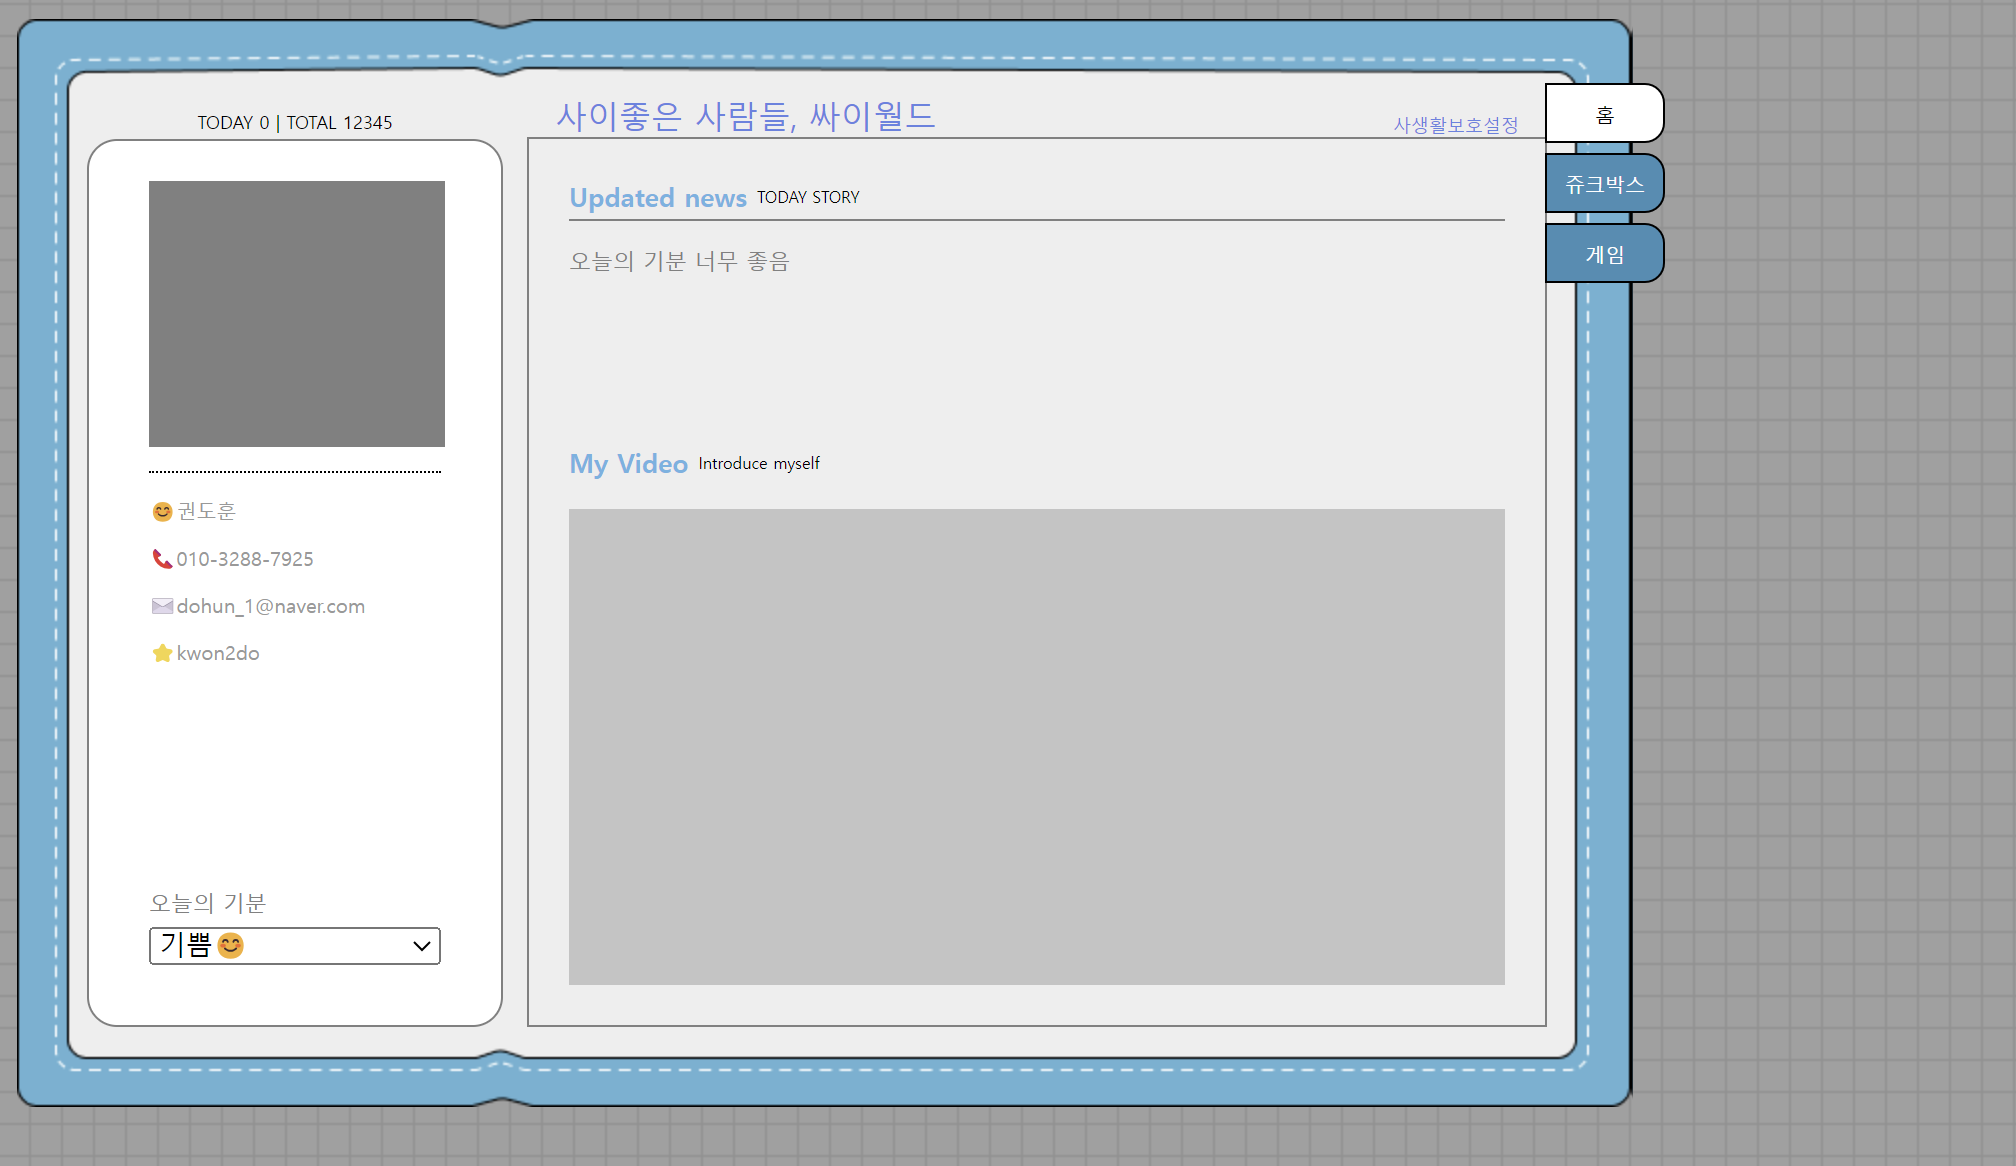 TODAY 0 | TOTAL 12345
권도훈
010-3288-7925
dohun_1@naver.com
kwon2do
오늘의 기분
기쁨😊
사이좋은 사람들, 싸이월드
사생활보호설정
Updated news TODAY STORY
오늘의 기분 너무 좋음
My Video Introduce myself
홈
쥬크박스
게임